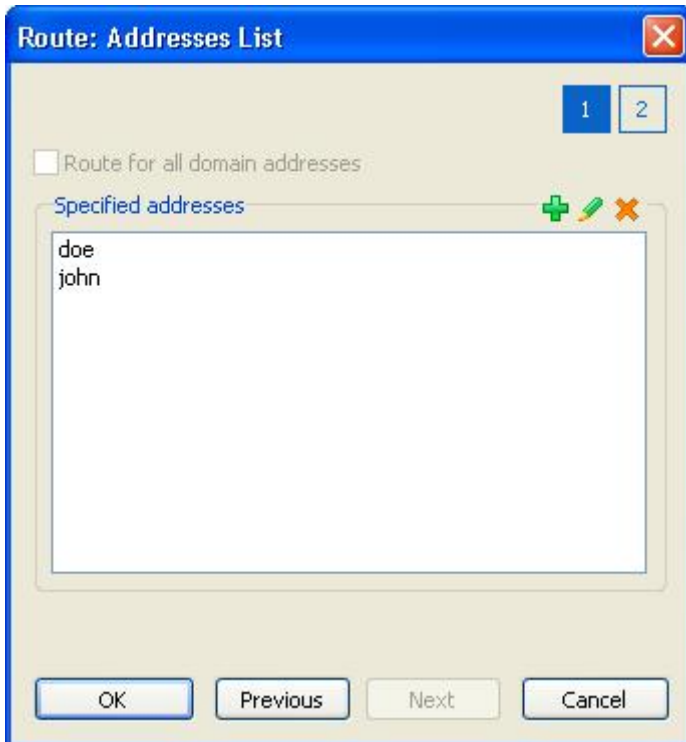 Route: Addresses List
1 2
Route for all domain addresses
Specified addresses
doe
john
OK Previous Next Cancel